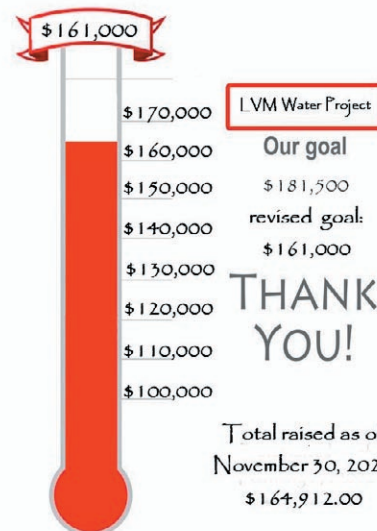 $161,000
$170,000
$160,000
$150,000
$140,000
$130,000
$120,000
$110,000
$100,000
LVM Water Project
Our goal
$181,500
revised goal:
$161,000
THANK
YOU!
Total raised as o
November 30, 202
$164,912.00